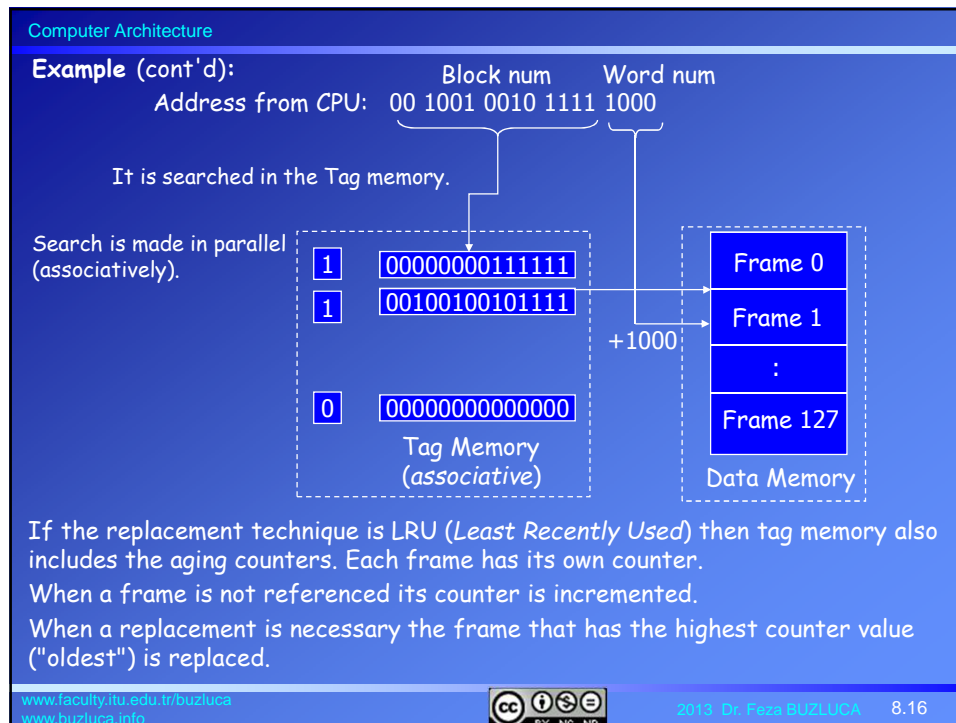 Computer Architecture
Example (cont'd):
Block num Word num
Address from CPU: 00 1001 0010 1111 1000
It is searched in the Tag memory.
Search is made in parallel
(associatively).
1 00000000111111
1 00100100101111
0 00000000000000
Tag Memory
(associative)
+1000
Frame 0
Frame 1
:
Frame 127
Data Memory
If the replacement technique is LRU (Least Recently Used) then tag memory also
includes the aging counters. Each frame has its own counter.
When a frame is not referenced its counter is incremented.
When a replacement is necessary the frame that has the highest counter value
("oldest") is replaced.
www.faculty.itu.edu.tr/buzluca
www.buzluca.info
cc
BY NC ND
2013 Dr. Feza BUZLUCA 8.16